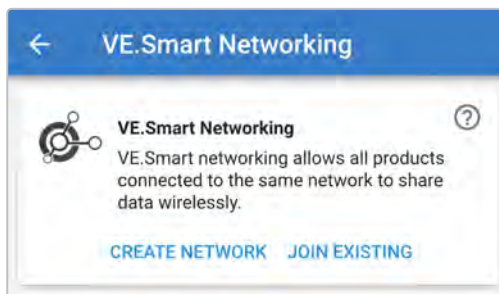 VE.Smart Networking
VE.Smart Networking
VE.Smart networking allows all products
connected to the same network to share
data wirelessly.
CREATE NETWORK JOIN EXISTING